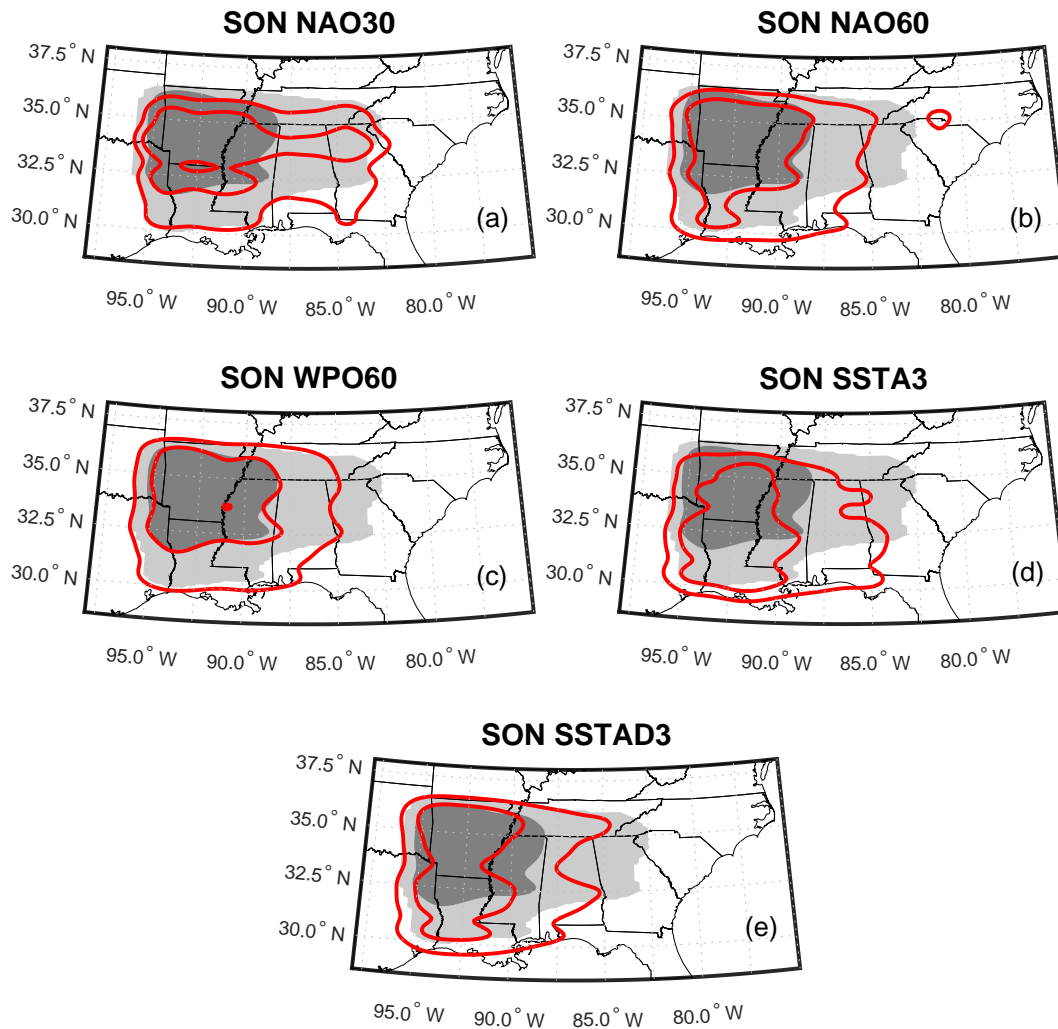 SON NAO30
37.5° N
35.0° N
32.5° N
30.0° N
(a)
95.0° W 90.0° W 85.0° W 80.0° W
SON NAO60
37.5° N
35.0° N
32.5° N
30.0° N
(b)
95.0° W 90.0° W 85.0° W 80.0° W
SON WPO60
37.5° N
35.0° N
32.5° N
30.0° N
(c)
95.0° W 90.0° W 85.0° W 80.0° W
SON SSTA3
37.5° N
35.0° N
32.5° N
30.0° N
(d)
95.0° W 90.0° W 85.0° W 80.0° W
SON SSTAD3
37.5° N
35.0° N
32.5° N
30.0° N
(e)
95.0° W 90.0° W 85.0° W 80.0° W